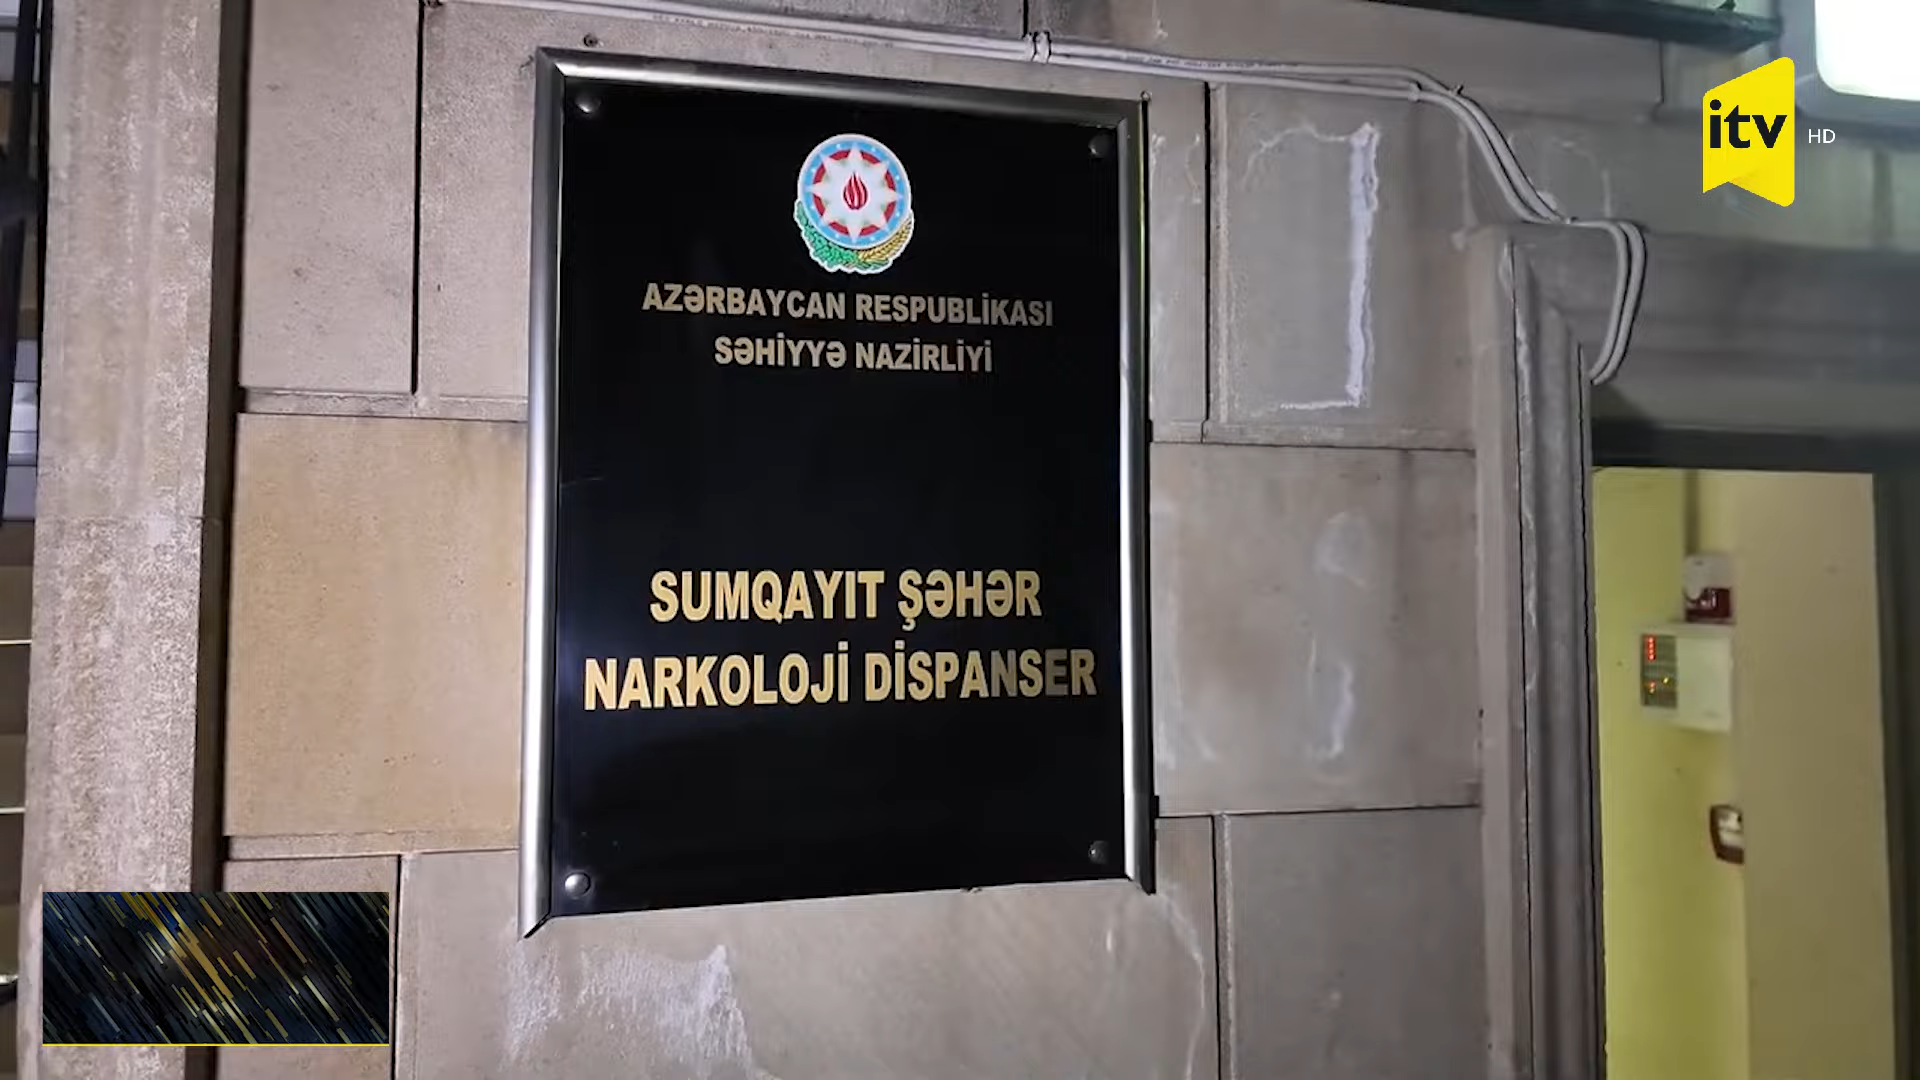 AZƏRBAYCAN RESPUBLİKASI
SƏHİYYƏ NAZİRLİYİ
SUMQAYIT ŞƏHƏR
NARKOLOJİ DİSPANSER
itv HD